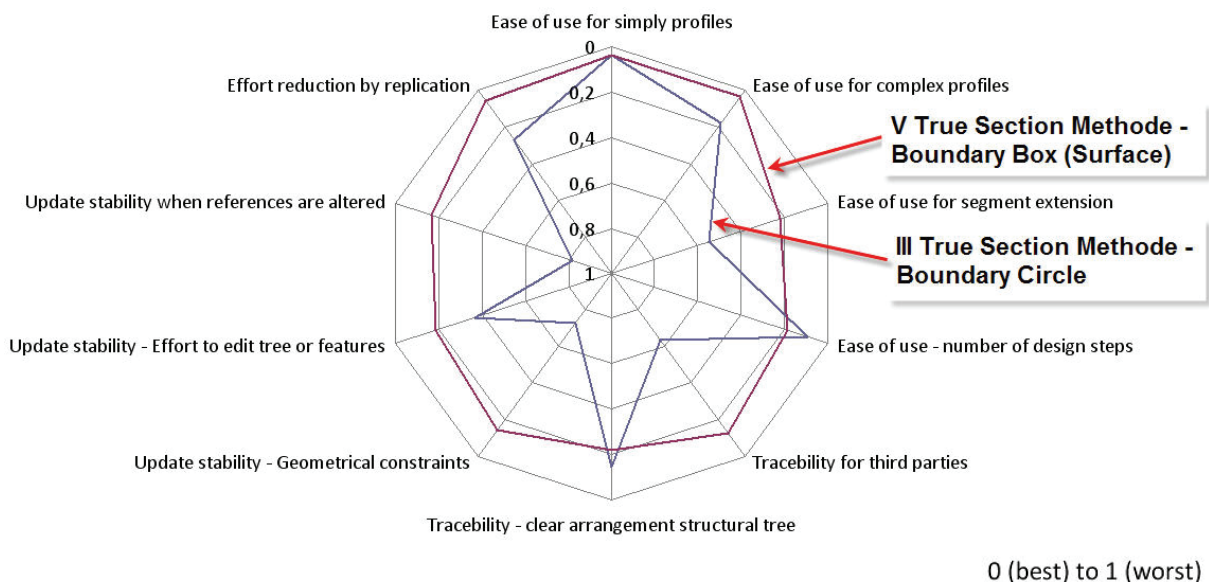 Ease of use for simply profiles
0
Effort reduction by replication
Ease of use for complex profiles
0,2
0,4
V True Section Methode -
Boundary Box (Surface)
0,6
Update stability when references are altered
Ease of use for segment extension
0,8
III True Section Methode -
Boundary Circle
1
Update stability - Effort to edit tree or features
Ease of use - number of design steps
Update stability - Geometrical constraints
Tracebility for third parties
Tracebility - clear arrangement structural tree
0 (best) to 1 (worst)